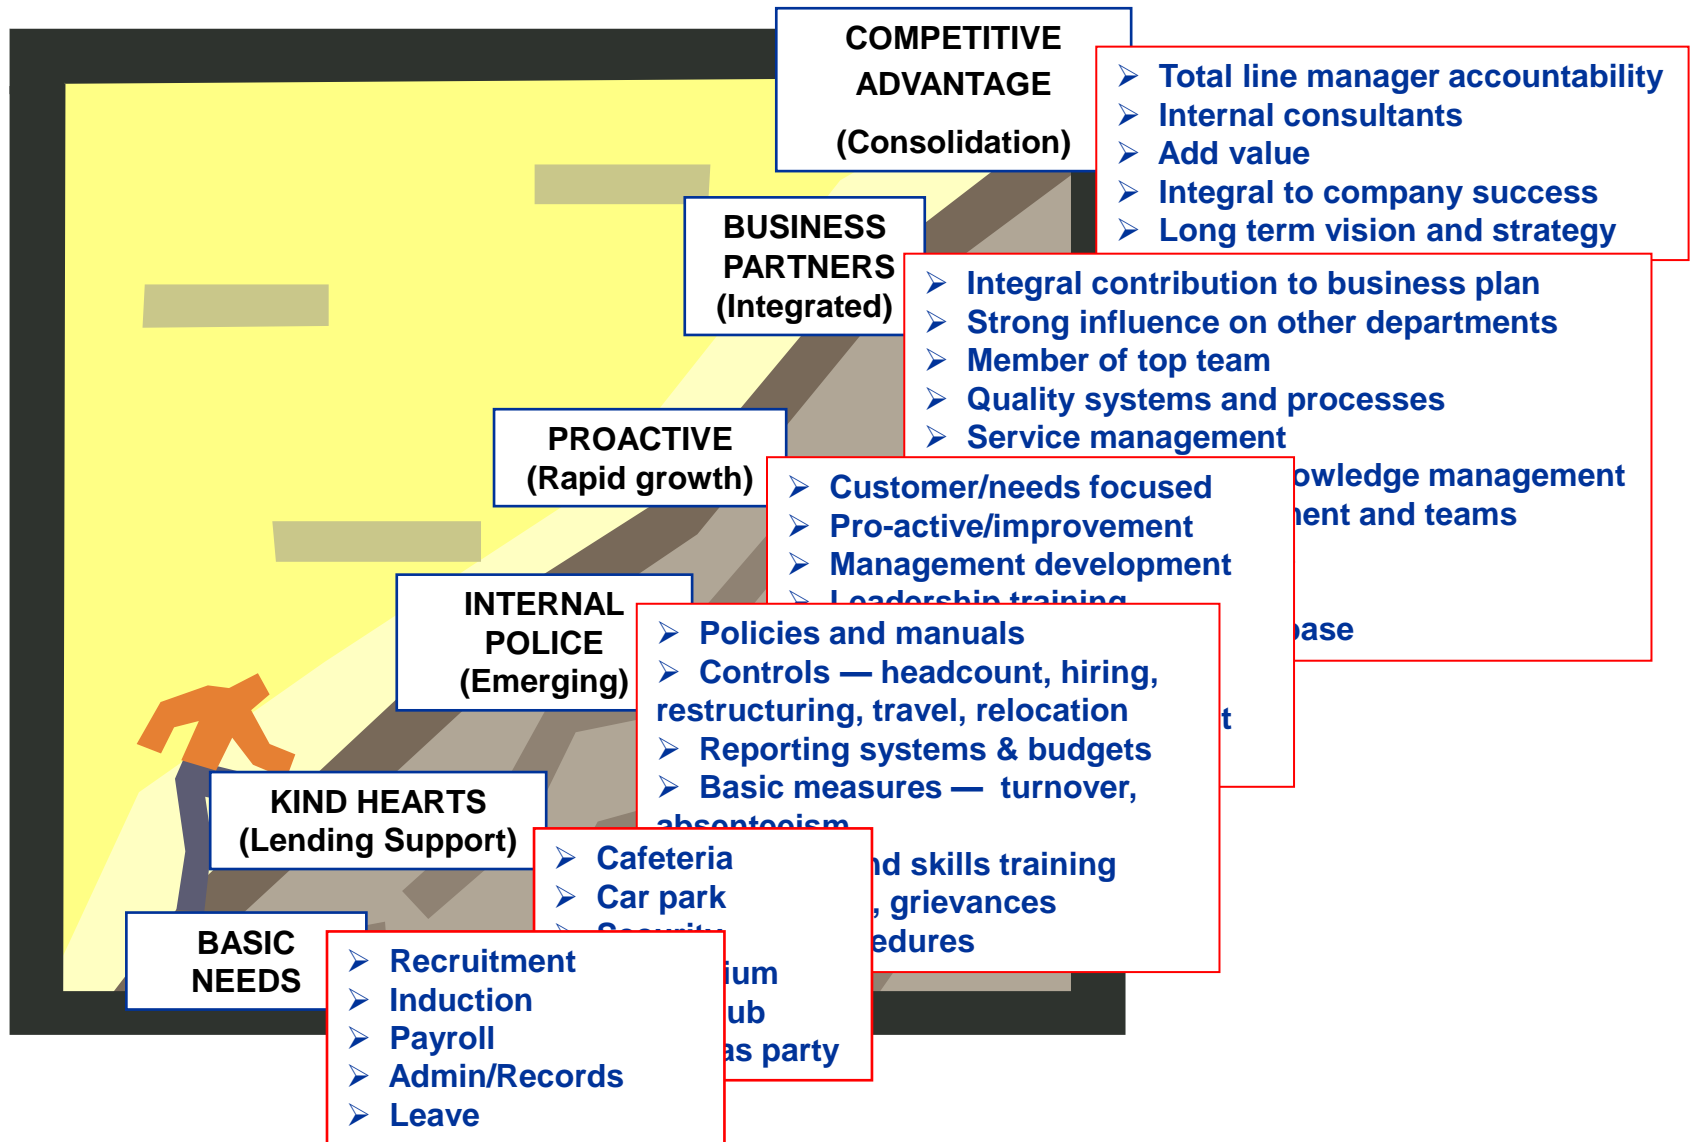 COMPETITIVE
ADVANTAGE
(Consolidation)
➢ Total line manager accountability
➢ Internal consultants
➢ Add value
➢ Integral to company success
➢ Long term vision and strategy
BUSINESS
PARTNERS
(Integrated)
➢ Integral contribution to business plan
➢ Strong influence on other departments
➢ Member of top team
➢ Quality systems and processes
➢ Service management
owledge management
and teams
base
PROACTIVE
(Rapid growth)
➢ Customer/needs focused
➢ Pro-active/improvement
➢ Management development
➢ Leadership training
t
INTERNAL
POLICE
(Emerging)
➢ Policies and manuals
➢ Controls — headcount, hiring,
restructuring, travel, relocation
➢ Reporting systems & budgets
➢ Basic measures — turnover,
absenteeism
skills training
, grievances
edures
KIND HEARTS
(Lending Support)
➢ Cafeteria
➢ Car park
➢ Security
ium
ub
as party
BASIC
NEEDS
➢ Recruitment
➢ Induction
➢ Payroll
➢ Admin/Records
➢ Leave